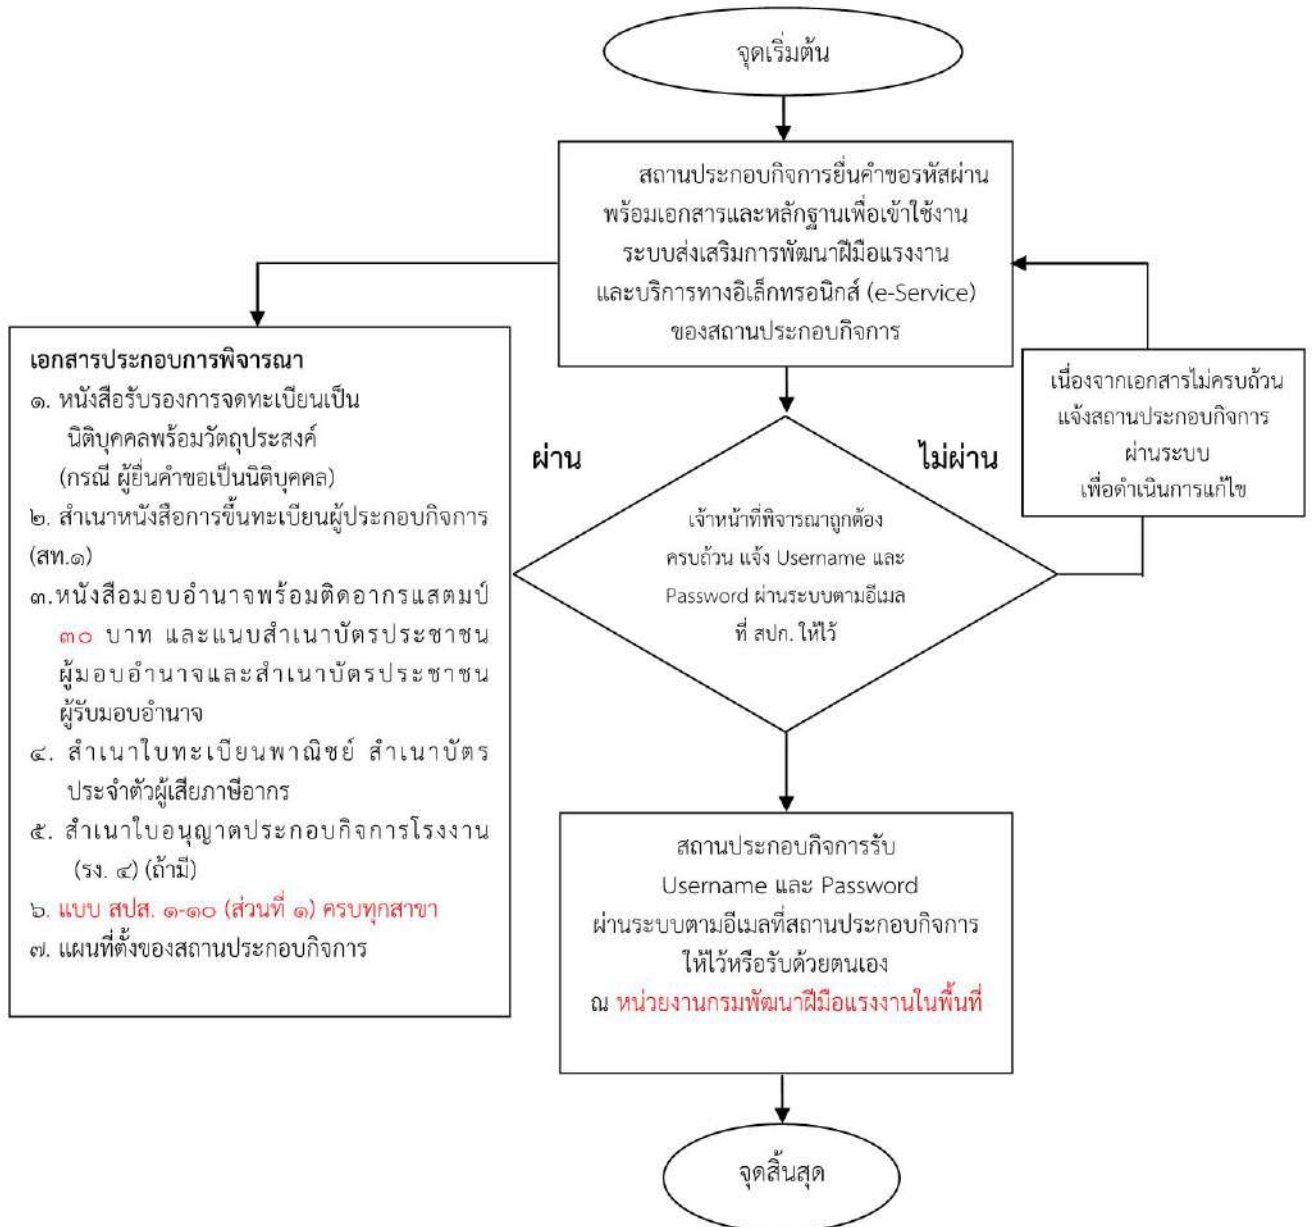 จุดเริ่มต้น
สถานประกอบกิจการยื่นคำขอรหัสผ่าน
พร้อมเอกสารและหลักฐานเพื่อเข้าใช้งาน
ระบบส่งเสริมการพัฒนาฝีมือแรงงาน
และบริการทางอิเล็กทรอนิกส์ (e-Service)
ของสถานประกอบกิจการ
เอกสารประกอบการพิจารณา
๑. หนังสือรับรองการจดทะเบียนเป็น
นิติบุคคลพร้อมวัตถุประสงค์
(กรณี ผู้ยื่นคำขอเป็นนิติบุคคล)
๒. สำเนาหนังสือการขึ้นทะเบียนผู้ประกอบกิจการ
(สท.๑)
๓.หนังสือมอบอำนาจพร้อมติดอากรแสตมป์
๓๐ บาท และแนบสำเนาบัตรประชาชน
ผู้มอบอำนาจและสำเนาบัตรประชาชน
ผู้รับมอบอำนาจ
๔. สำเนาใบทะเบียนพาณิชย์ สำเนาบัตร
ประจำตัวผู้เสียภาษีอากร
๕. สำเนาใบอนุญาตประกอบกิจการโรงงาน
(รง. ๔) (ถ้ามี)
๖. แบบ สปส. ๑-๑๐ (ส่วนที่ ๑) ครบทุกสาขา
๗. แผนที่ตั้งของสถานประกอบกิจการ
ผ่าน
ไม่ผ่าน
เจ้าหน้าที่พิจารณาถูกต้อง
ครบถ้วน แจ้ง Username และ
Password ผ่านระบบตามอีเมล
ที่ สปก. ให้ไว้
เนื่องจากเอกสารไม่ครบถ้วน
แจ้งสถานประกอบกิจการ
ผ่านระบบ
เพื่อดำเนินการแก้ไข
สถานประกอบกิจการรับ
Username และ Password
ผ่านระบบตามอีเมลที่สถานประกอบกิจการ
ให้ไว้หรือรับด้วยตนเอง
ณ หน่วยงานกรมพัฒนาฝีมือแรงงานในพื้นที่
จุดสิ้นสุด